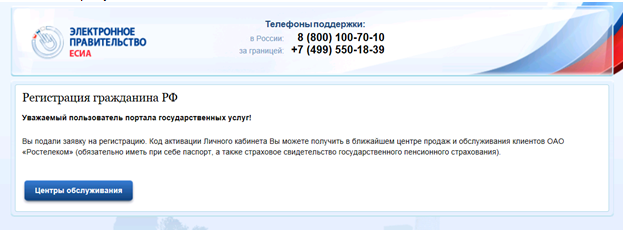 ЭЛЕКТРОННОЕ
ПРАВИТЕЛЬСТВО
ЕСИА
Телефоны поддержки:
в России: 8 (800) 100-70-10
за границей: +7 (499) 550-18-39
Регистрация гражданина РФ
Уважаемый пользователь портала государственных услуг!
Вы подали заявку на регистрацию. Код активации Личного кабинета Вы можете получить в ближайшем центре продаж и обслуживания клиентов ОАО
«Ростелеком» (обязательно иметь при себе паспорт, а также страховое свидетельство государственного пенсионного страхования).
Центры обслуживания